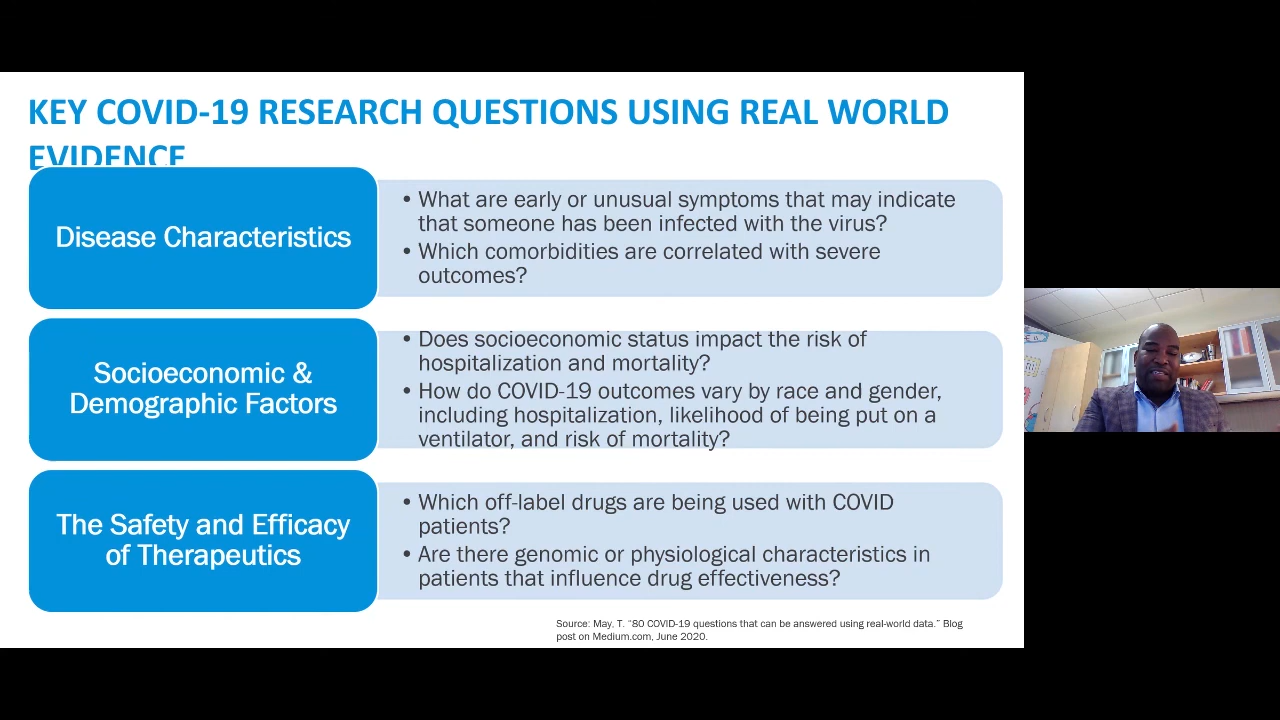 KEY COVID-19 RESEARCH QUESTIONS USING REAL WORLD
EVIDENCE
Disease Characteristics
• What are early or unusual symptoms that may indicate
that someone has been infected with the virus?
• Which comorbidities are correlated with severe
outcomes?
Socioeconomic &
Demographic Factors
• Does socioeconomic status impact the risk of
hospitalization and mortality?
• How do COVID-19 outcomes vary by race and gender,
including hospitalization, likelihood of being put on a
ventilator, and risk of mortality?
The Safety and Efficacy
of Therapeutics
• Which off-label drugs are being used with COVID
patients?
• Are there genomic or physiological characteristics in
patients that influence drug effectiveness?
Source: May, T. “80 COVID-19 questions that can be answered using real-world data.” Blog
post on Medium.com, June 2020.